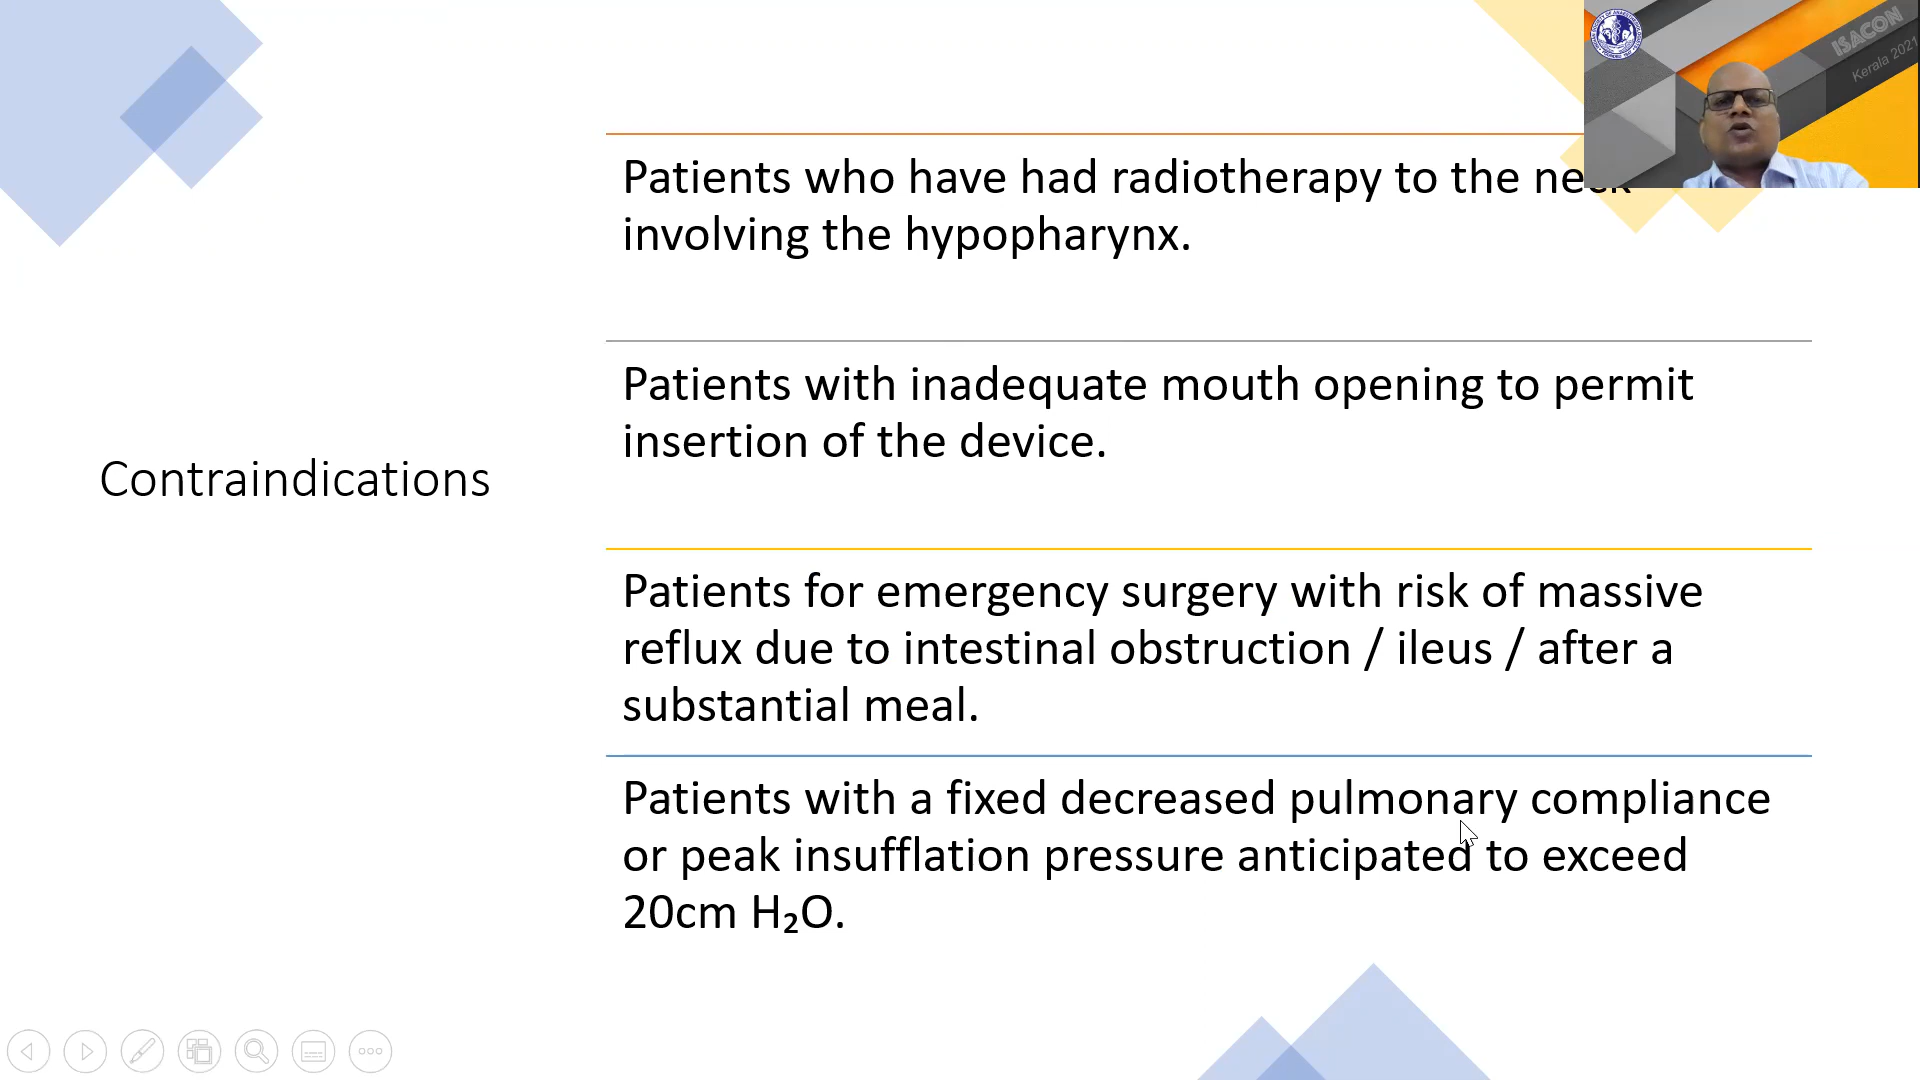 ISACON
Kerala 2021
Patients who have had radiotherapy to the neck
involving the hypopharynx.
Patients with inadequate mouth opening to permit
insertion of the device.
Contraindications
Patients for emergency surgery with risk of massive
reflux due to intestinal obstruction / ileus / after a
substantial meal.
Patients with a fixed decreased pulmonary compliance
or peak insufflation pressure anticipated to exceed
20cm H₂O.